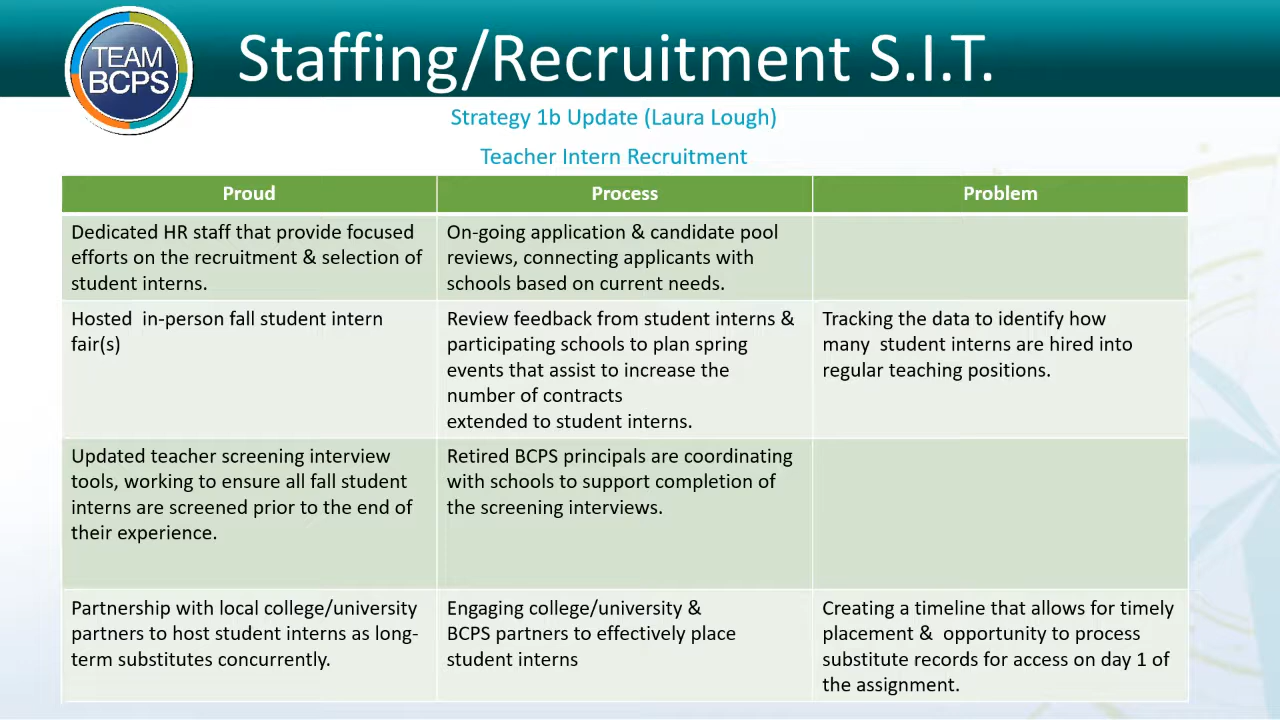 TEAM
BCPS
Staffing/Recruitment S.I.T.
Strategy 1b Update (Laura Lough)
Teacher Intern Recruitment
Proud
Process
Problem
Dedicated HR staff that provide focused
efforts on the recruitment & selection of
student interns.
On-going application & candidate pool
reviews, connecting applicants with
schools based on current needs.
Hosted  in-person fall student intern
fair(s)
Review feedback from student interns &
participating schools to plan spring
events that assist to increase the
number of contracts
extended to student interns.
Tracking the data to identify how
many  student interns are hired into
regular teaching positions.
Updated teacher screening interview
tools, working to ensure all fall student
interns are screened prior to the end of
their experience.
Retired BCPS principals are coordinating
with schools to support completion of
the screening interviews.
Partnership with local college/university
partners to host student interns as long-
term substitutes concurrently.
Engaging college/university &
BCPS partners to effectively place
student interns
Creating a timeline that allows for timely
placement &  opportunity to process
substitute records for access on day 1 of
the assignment.